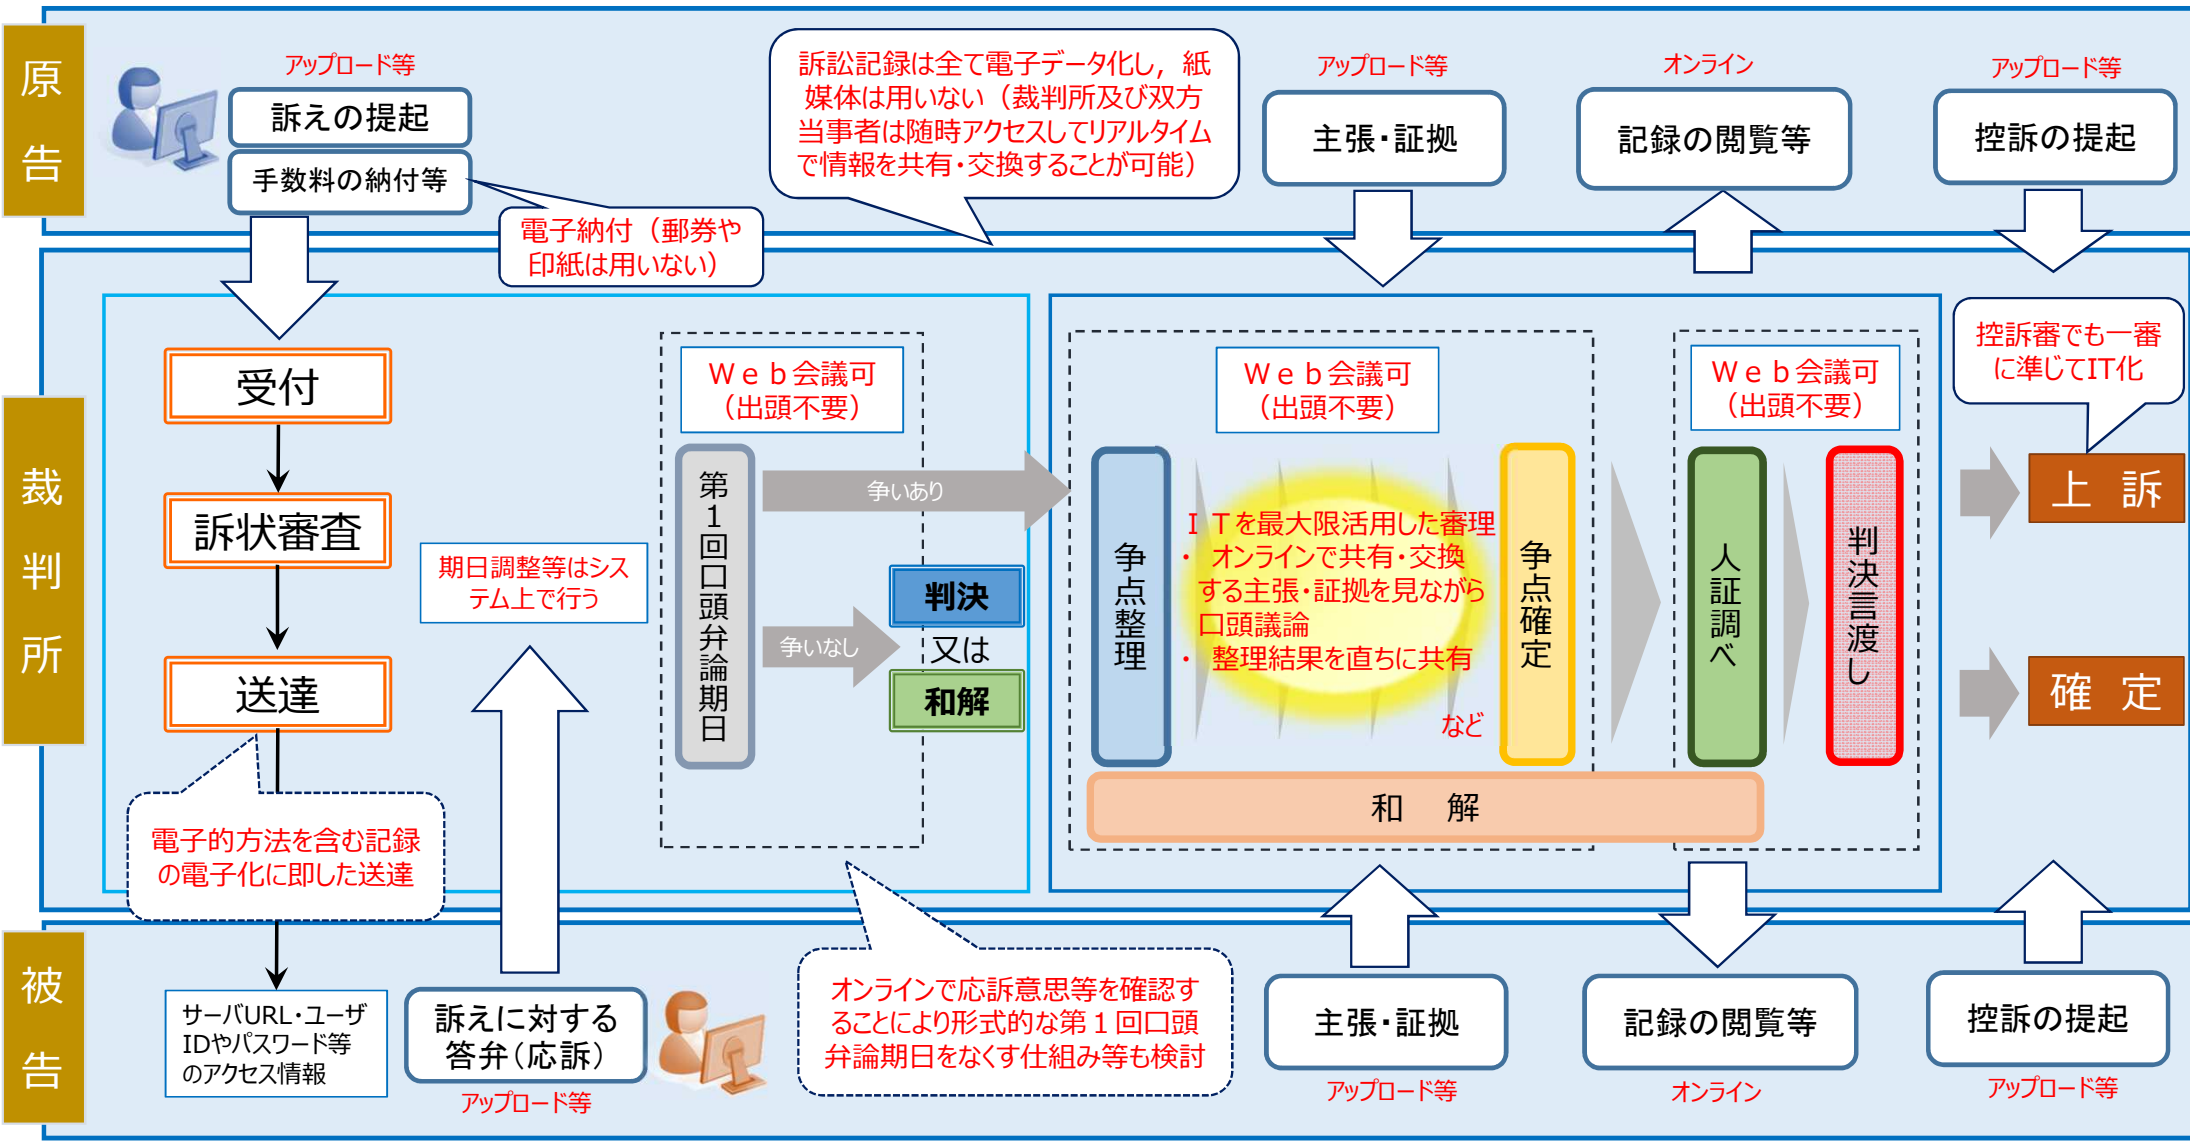 原告
アップロード等
訴えの提起
手数料の納付等
電子納付（郵券や
印紙は用いない）
訴訟記録は全て電子データ化し，紙
媒体は用いない（裁判所及び双方
当事者は随時アクセスしてリアルタイム
で情報を共有・交換することが可能）
アップロード等
主張・証拠
オンライン
記録の閲覧等
アップロード等
控訴の提起
裁判所
受付
訴状審査
送達
電子的方法を含む記録
の電子化に即した送達
期日調整等はシス
テム上で行う
Ｗｅｂ会議可
（出頭不要）
第１回口頭弁論期日
争いあり
争いなし
判決
又は
和解
Ｗｅｂ会議可
（出頭不要）
争点整理
ＩＴを最大限活用した審理
・ オンラインで共有・交換
する主張・証拠を見ながら
口頭議論
・ 整理結果を直ちに共有
など
争点確定
Ｗｅｂ会議可
（出頭不要）
人証調べ
判決言渡し
和　解
控訴審でも一審
に準じてIT化
上　訴
確　定
被告
サーバURL・ユーザ
IDやパスワード等
のアクセス情報
訴えに対する
答弁（応訴）
アップロード等
オンラインで応訴意思等を確認す
ることにより形式的な第１回口頭
弁論期日をなくす仕組み等も検討
主張・証拠
アップロード等
記録の閲覧等
オンライン
控訴の提起
アップロード等